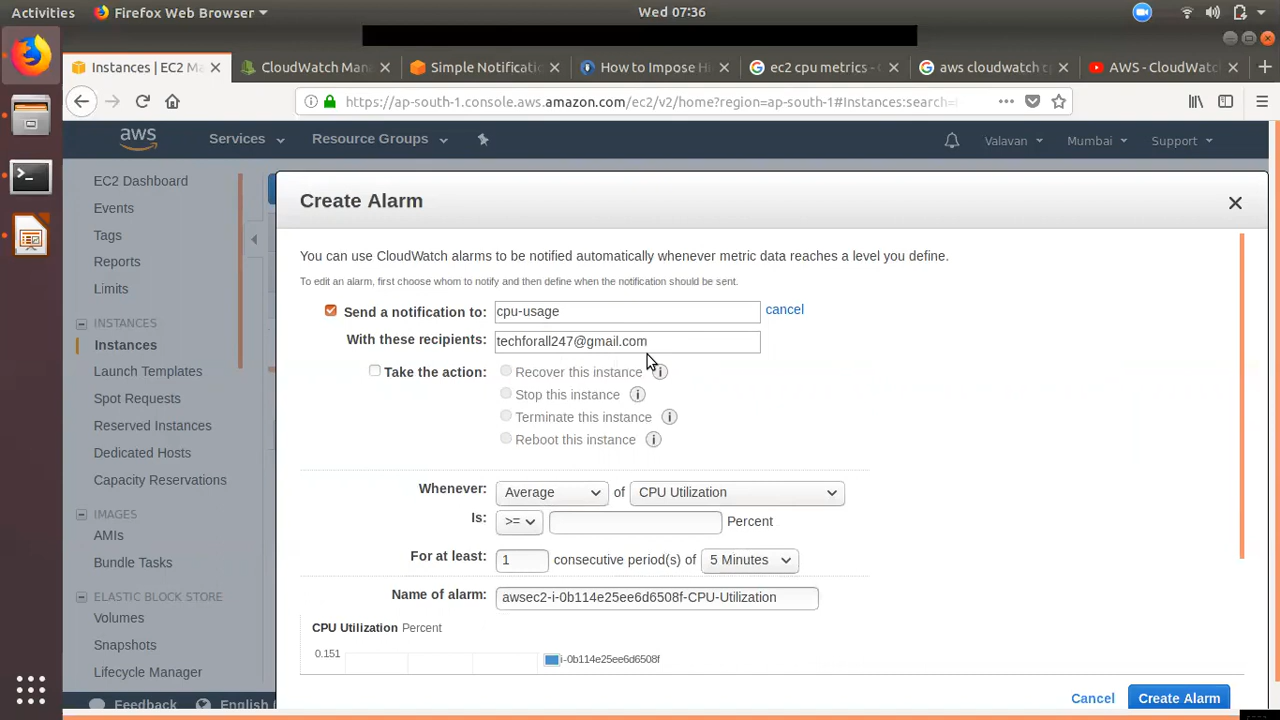 Activities Firefox Web Browser Wed 07:36
Instances | EC2 Ma CloudWatch Man Simple Notificatio How to Impose Hi ec2 cpu metrics - G aws cloudwatch cp AWS - CloudWatch
https://ap-south-1.console.aws.amazon.com/ec2/v2/home?region=ap-south-1#Instances:search=
aws Services Resource Groups Valavan Mumbai Support
EC2 Dashboard
Events
Tags
Reports
Limits
INSTANCES
Instances
Launch Templates
Spot Requests
Reserved Instances
Dedicated Hosts
Capacity Reservations
IMAGES
AMIs
Bundle Tasks
ELASTIC BLOCK STORE
Volumes
Snapshots
Lifecycle Manager
Feedback English
Create Alarm
You can use CloudWatch alarms to be notified automatically whenever metric data reaches a level you define.
To edit an alarm, first choose whom to notify and then define when the notification should be sent.
Send a notification to: cpu-usage cancel
With these recipients: techforall247@gmail.com
Take the action: Recover this instance i
Stop this instance i
Terminate this instance i
Reboot this instance i
Whenever: Average of CPU Utilization
Is: >= Percent
For at least: 1 consecutive period(s) of 5 Minutes
Name of alarm: awsec2-i-0b114e25ee6d6508f-CPU-Utilization
CPU Utilization Percent
0.151 i-0b114e25ee6d6508f
Cancel Create Alarm